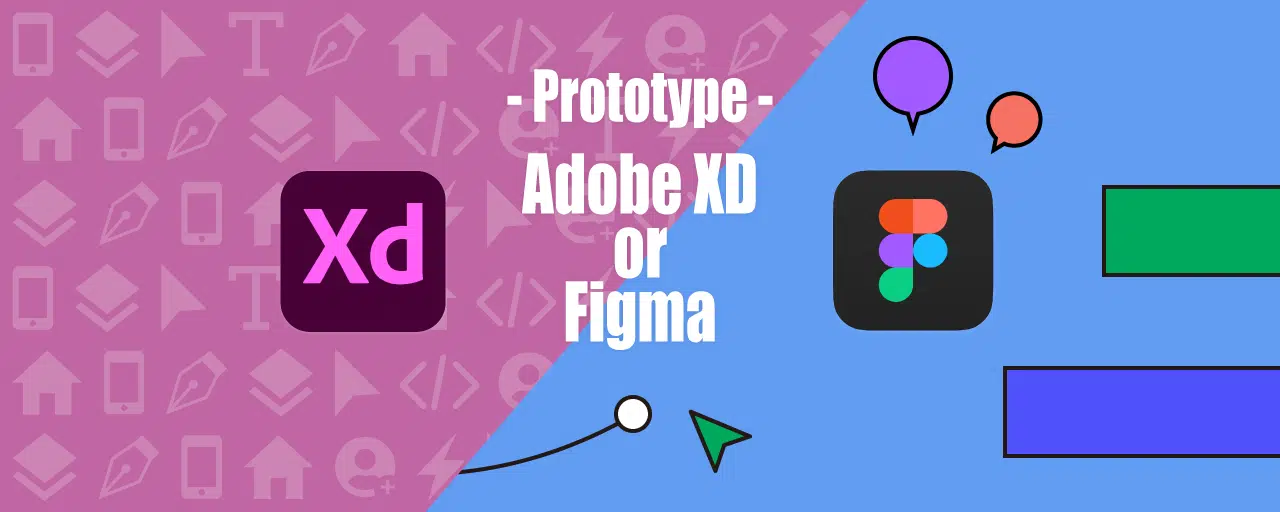 - Prototype -
Adobe XD
or
Figma
Xd